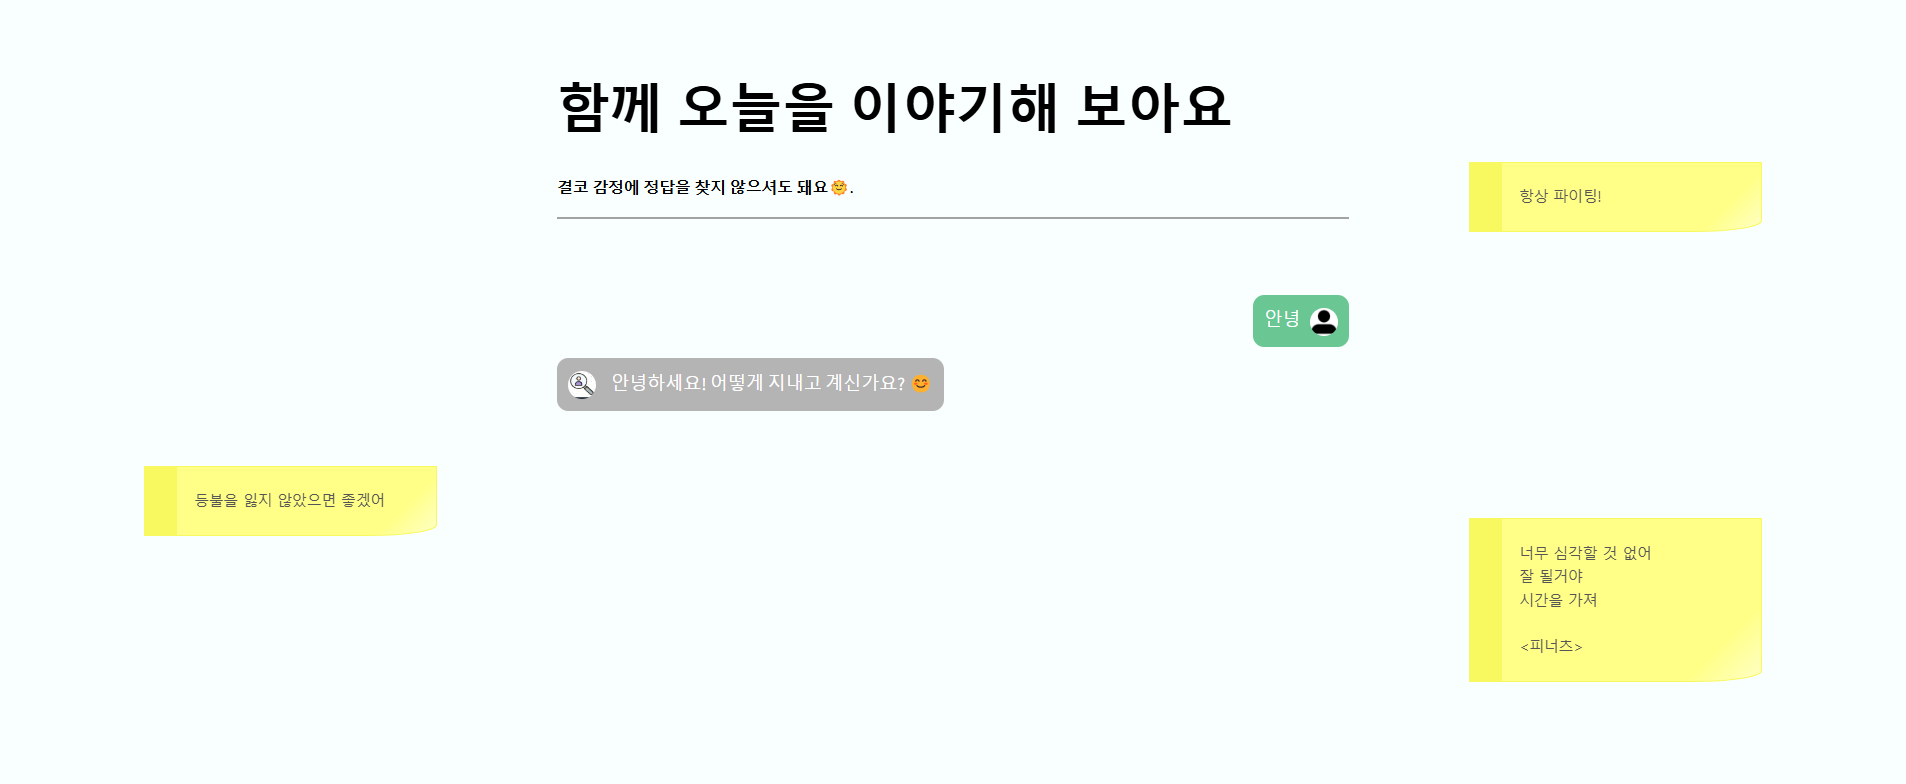 함께 오늘을 이야기해 보아요
결코 감정에 정답을 찾지 않으셔도 돼요🌞.
항상 파이팅!
안녕
안녕하세요! 어떻게 지내고 계신가요? 😊
등불을 잃지 않았으면 좋겠어
너무 심각할 것 없어
잘 될거야
시간을 가져
<피너츠>